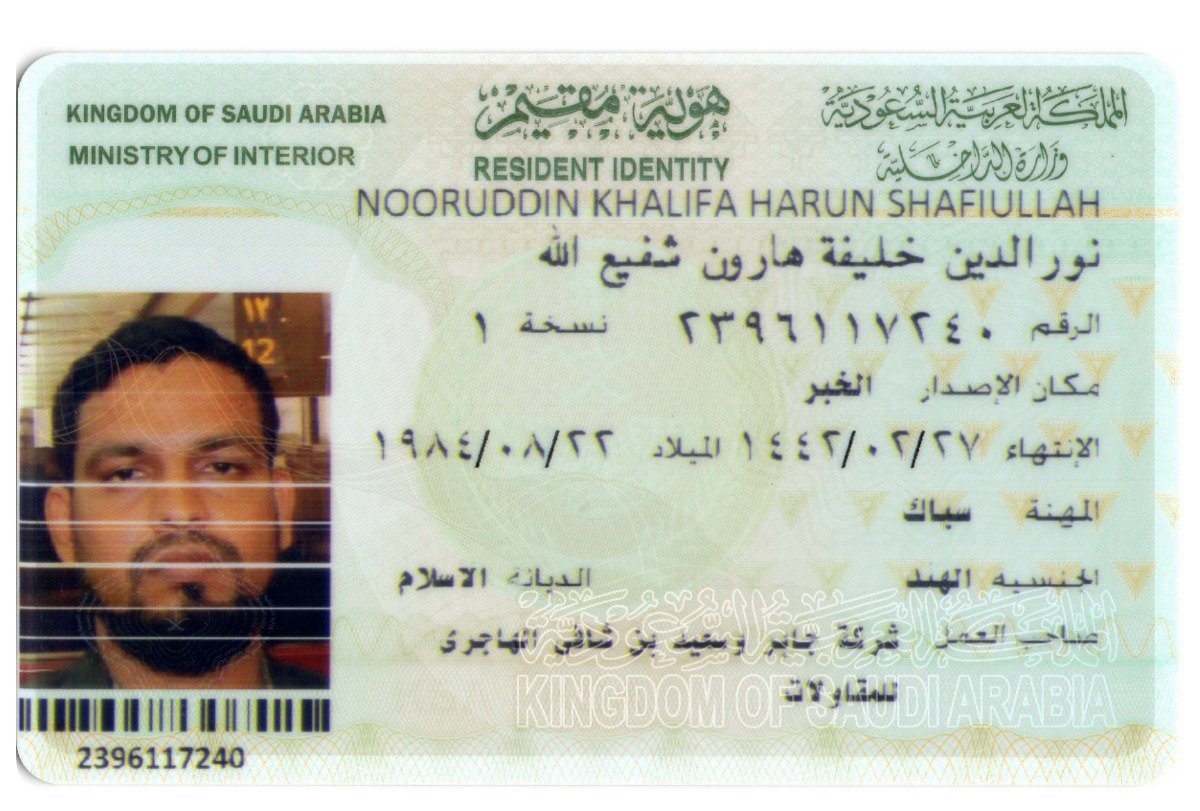 KINGDOM OF SAUDI ARABIA
MINISTRY OF INTERIOR
هوية مقيم
RESIDENT IDENTITY
المملكة العربية السعودية
وزارة الداخلية
NOORUDDIN KHALIFA HARUN SHAFIULLAH
نور الدين خليفة هارون شفيع الله
الرقم ٢٣٩٦١١٧٢٤٠ نسخة ١
مكان الإصدار الخبر
الإنتهاء ١٤٤٢/٠٢/٢٧ الميلاد ١٩٨٤/٠٨/٢٢
المهنة سباك
الجنسية الهند الديانة الاسلام
صاحب العمل شركة جابر وسعيد بن شافي الهاجرى
للمقاولات
المملكة العربية السعودية
KINGDOM OF SAUDI ARABIA
١٢
12
2396117240